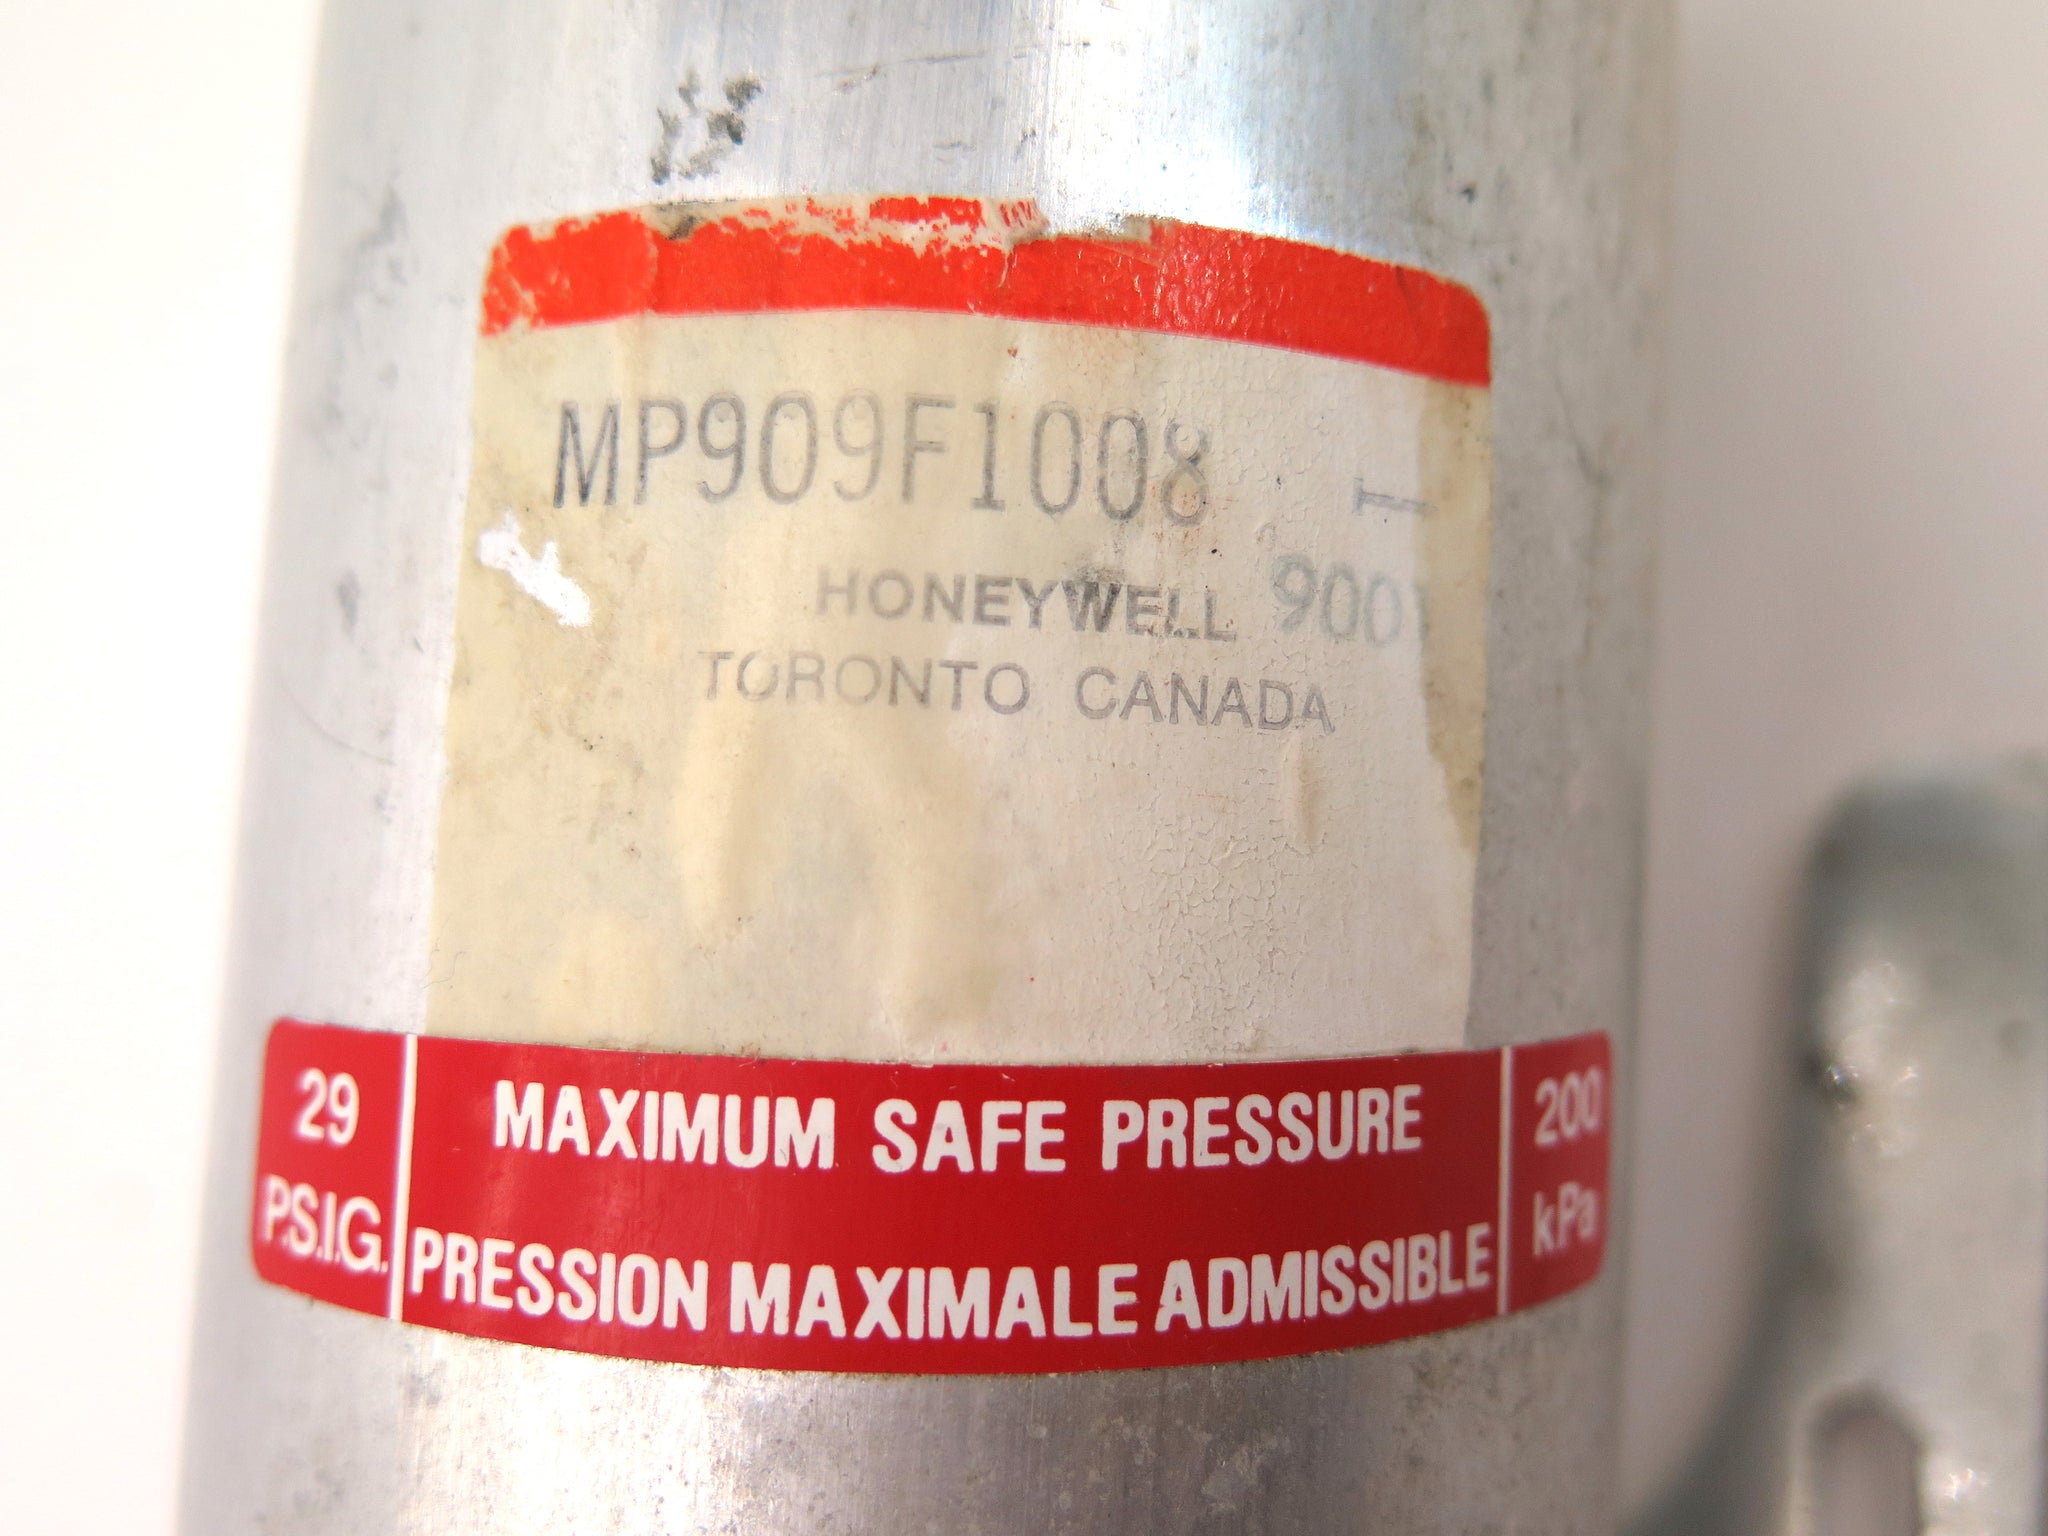 MP909F1008 I
HONEYWELL 9001
TORONTO CANADA
29
P.S.I.G.
MAXIMUM SAFE PRESSURE
PRESSION MAXIMALE ADMISSIBLE
200
kPa